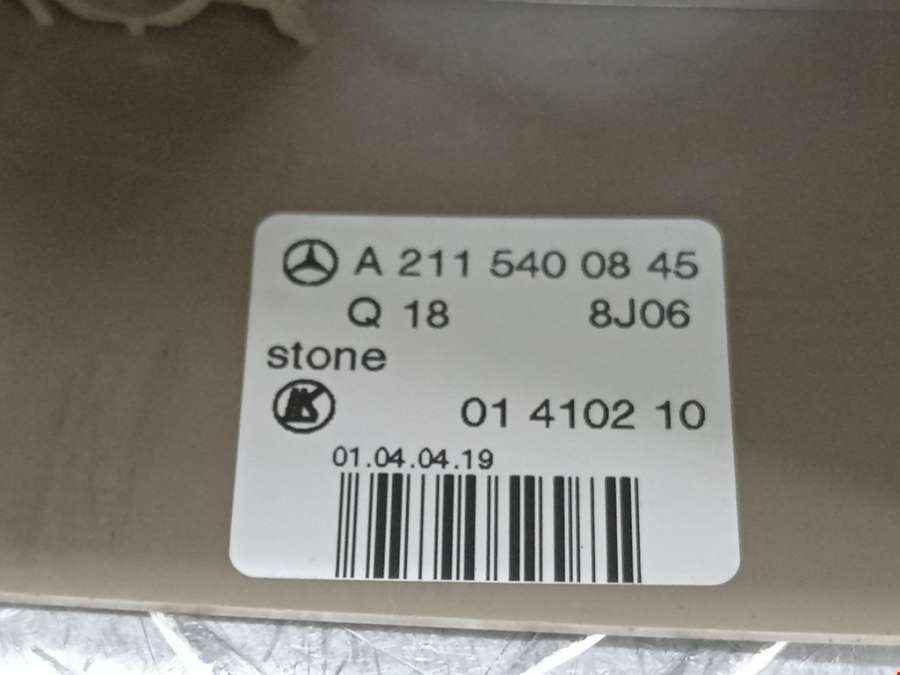 A 211 540 08 45
Q 18 8J06
stone
01 4102 10
01.04.04.19